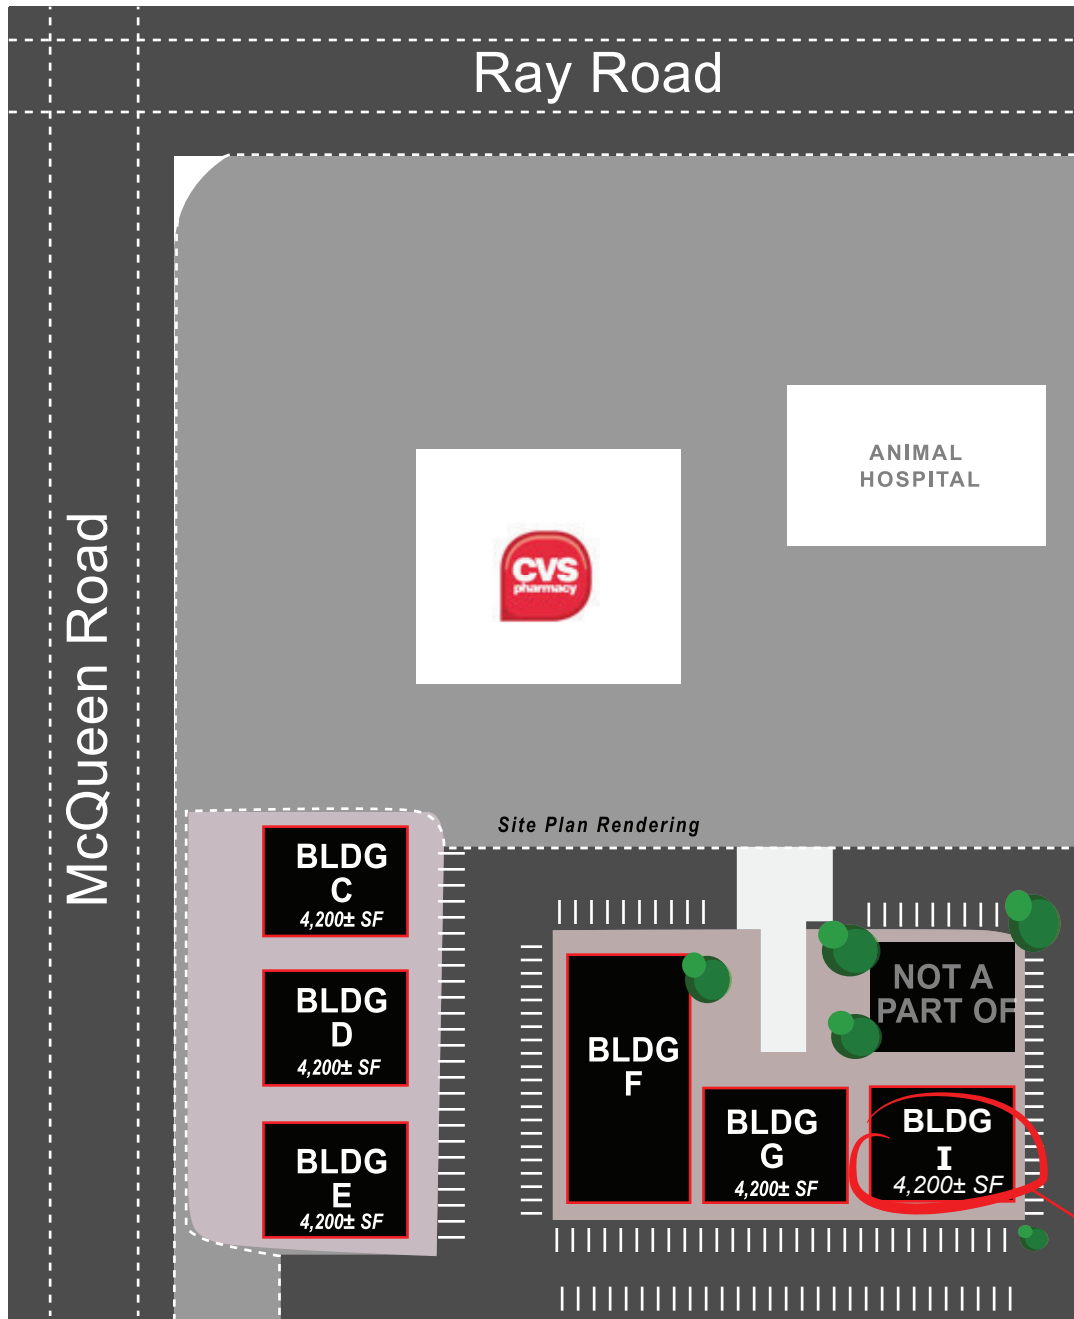 Ray Road
McQueen Road
ANIMAL
HOSPITAL
CVS
pharmacy
Site Plan Rendering
BLDG
C
4,200± SF
BLDG
D
4,200± SF
BLDG
E
4,200± SF
BLDG
F
NOT A
PART OF
BLDG
G
4,200± SF
BLDG
I
4,200± SF